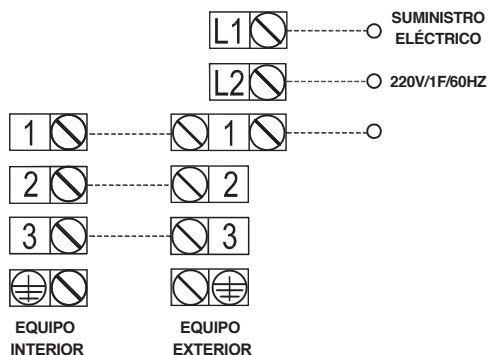 L1
SUMINISTRO
ELÉCTRICO
L2
220V/1F/60HZ
1 1
2 2
3 3
EQUIPO
INTERIOR
EQUIPO
EXTERIOR